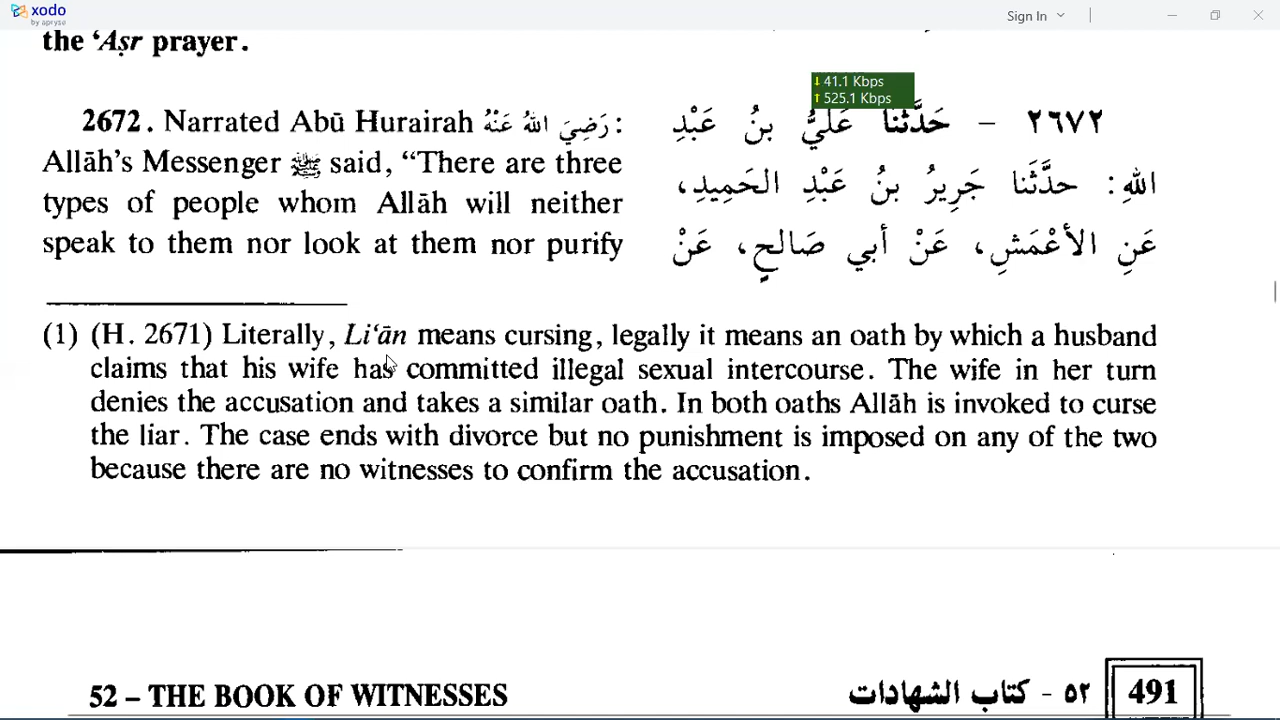 xodo
by apryse
Sign In
the ‘Aṣr prayer.
↓ 41.1 Kbps
↑ 525.1 Kbps
2672. Narrated Abū Hurairah رَضِيَ اللهُ عَنْهُ:
Allāh’s Messenger ﷺ said, “There are three
types of people whom Allāh will neither
speak to them nor look at them nor purify
٢٦٧٢ – حَدَّثَنَا عَلَيُّ بنُ عَبْدِ
اللهِ: حدَّثَنا جَرِيرُ بنُ عَبْدِ الحَمِيدِ،
عَنِ الأعْمَشِ، عَنْ أبي صَالحٍ، عَنْ
(1) (H. 2671) Literally, Li‘ān means cursing, legally it means an oath by which a husband
claims that his wife has committed illegal sexual intercourse. The wife in her turn
denies the accusation and takes a similar oath. In both oaths Allāh is invoked to curse
the liar. The case ends with divorce but no punishment is imposed on any of the two
because there are no witnesses to confirm the accusation.
52 – THE BOOK OF WITNESSES
٥٢ - كتاب الشهادات
491